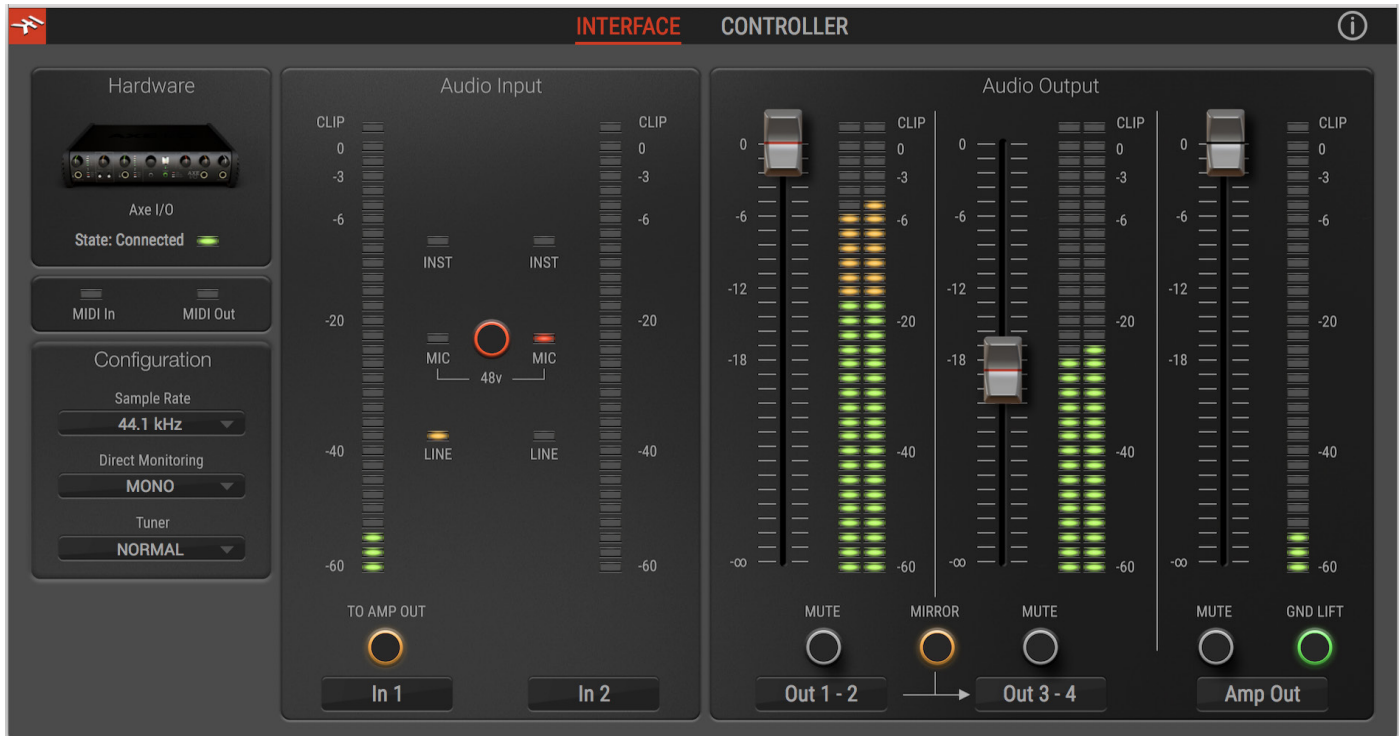 INTERFACE CONTROLLER
Hardware
Axe I/O
State: Connected
MIDI In MIDI Out
Configuration
Sample Rate
44.1 kHz
Direct Monitoring
MONO
Tuner
NORMAL
Audio Input
CLIP CLIP
0 0
-3 -3
-6 -6
INST INST
-20 -20
MIC MIC
48v
-40 LINE LINE -40
-60 -60
TO AMP OUT
In 1 In 2
Audio Output
CLIP CLIP CLIP
0 0 0 0 0 0
-3 -3 -3
-6 -6 -6 -6 -6 -6
-12 -12 -12
-20 -20 -20
-18 -18 -18
-40 -40 -40
-∞ -60 -∞ -60 -∞ -60
MUTE MIRROR MUTE MUTE GND LIFT
Out 1 - 2 Out 3 - 4 Amp Out